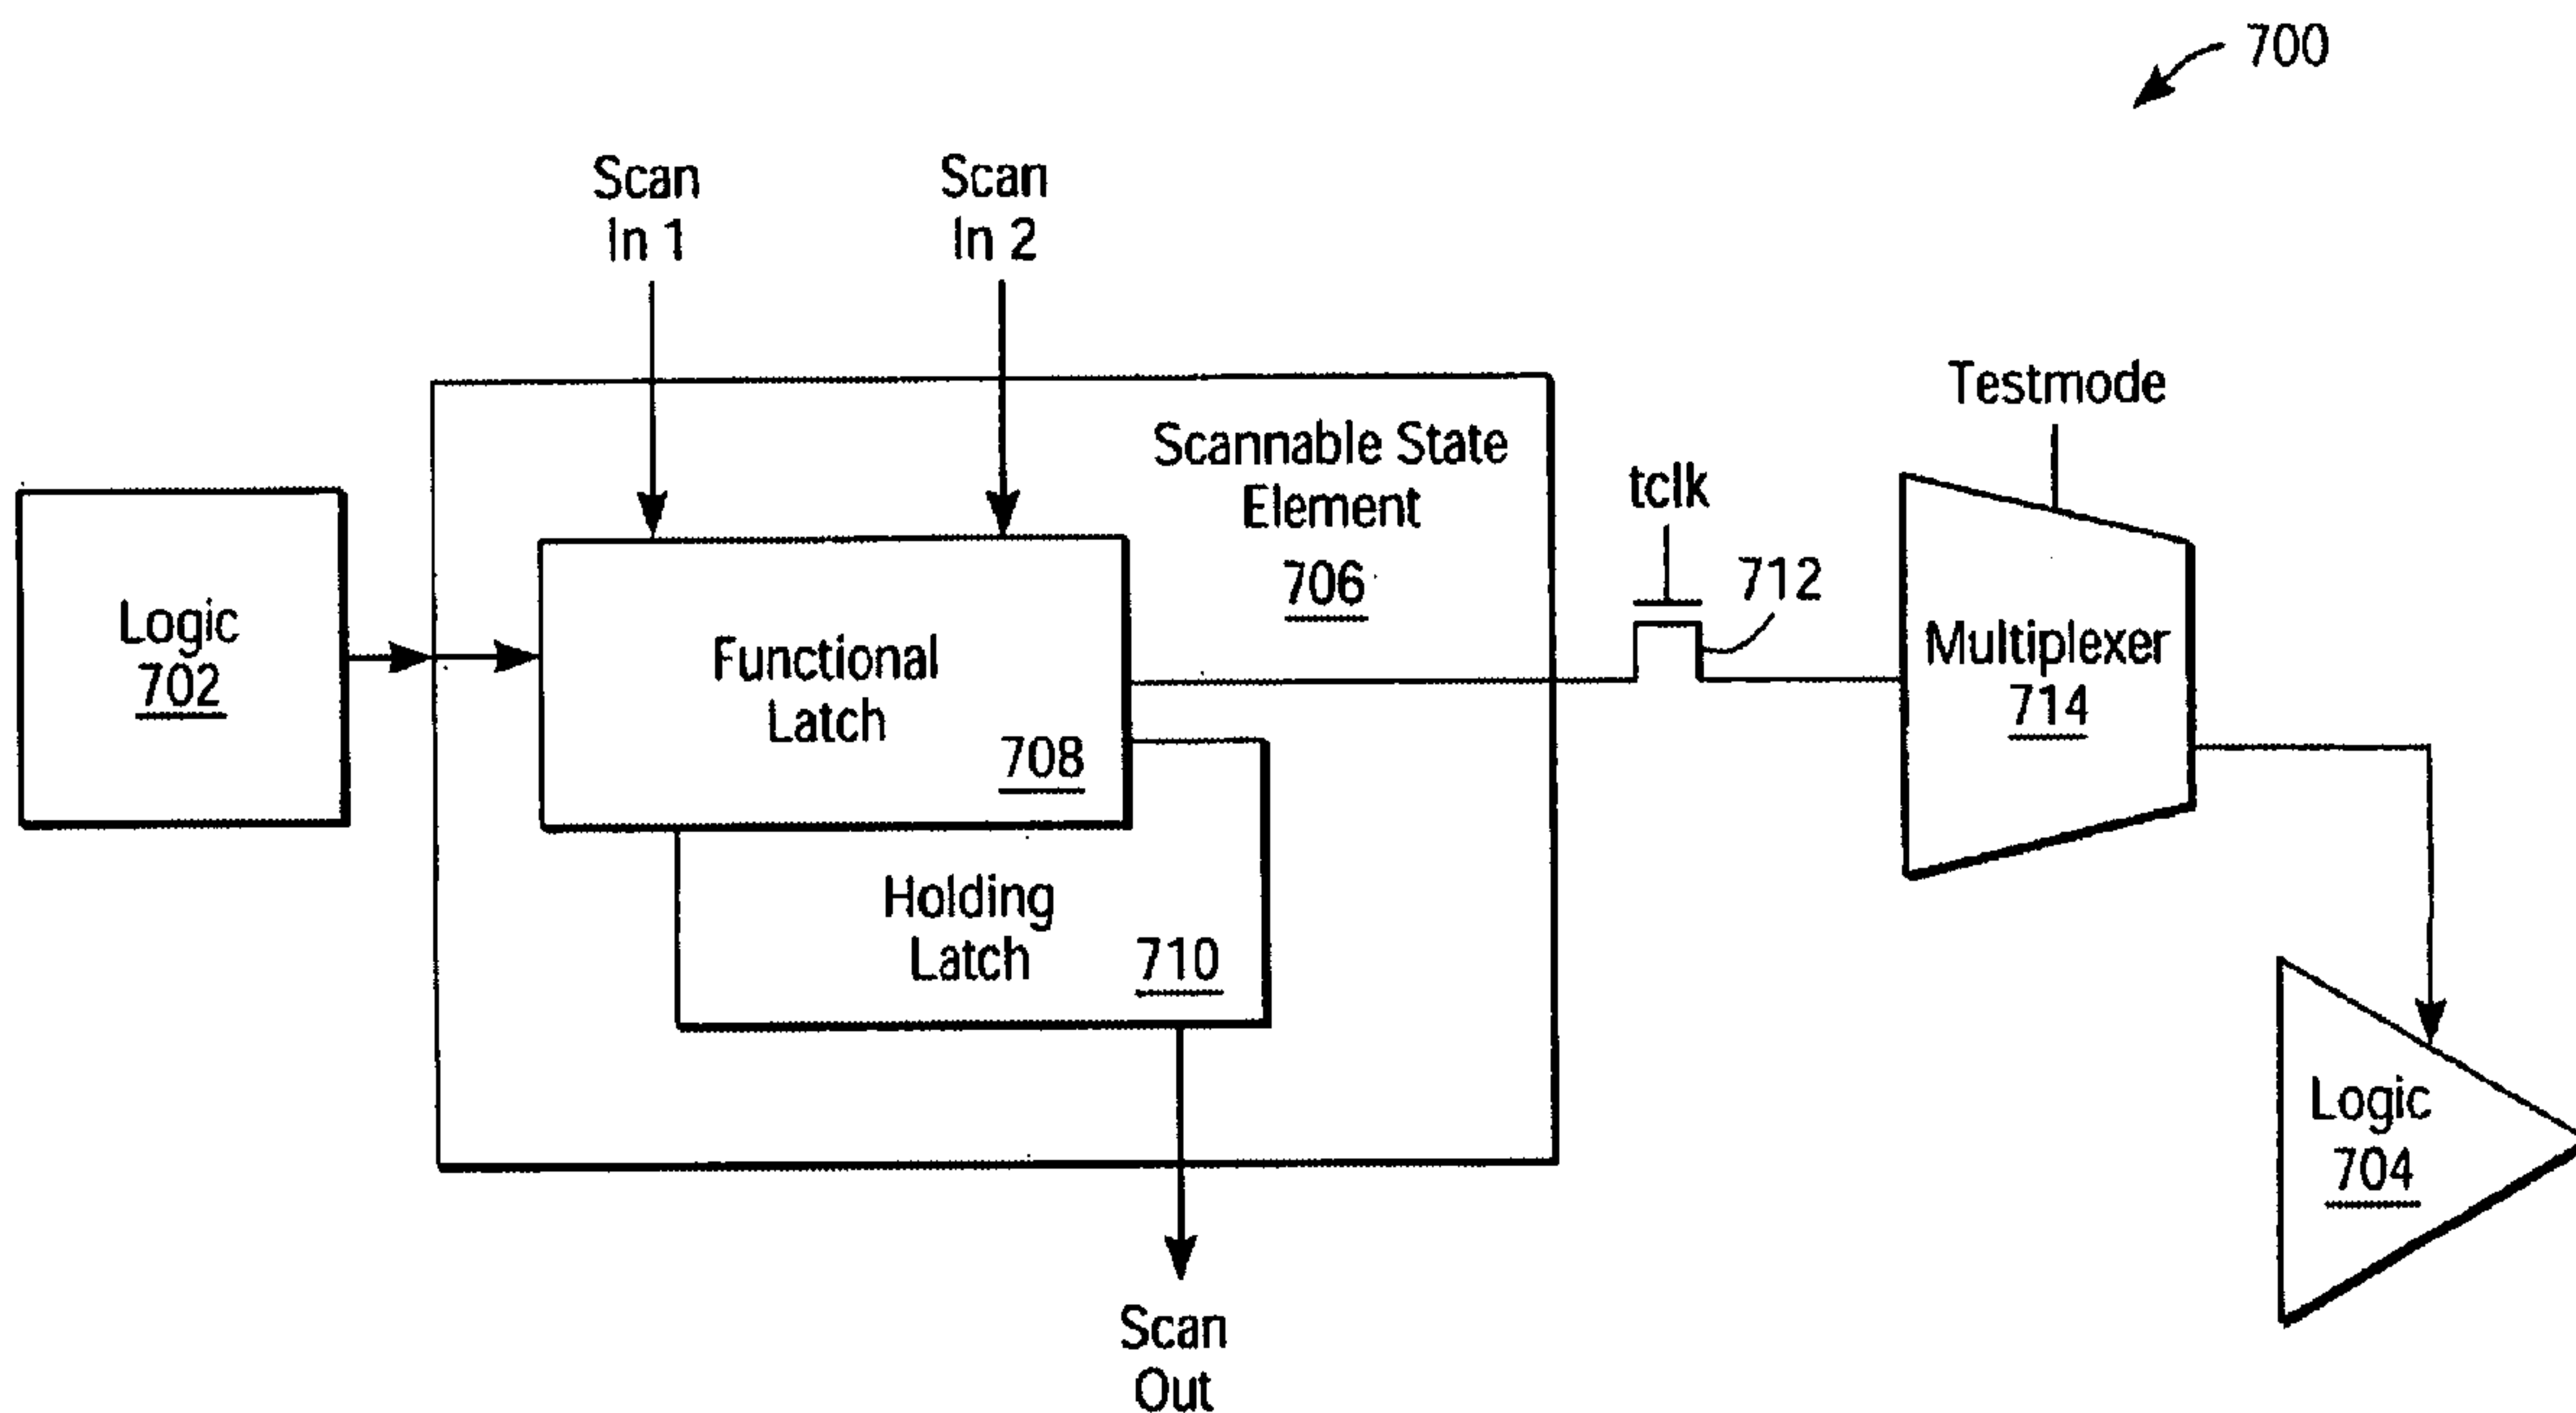 700
Scan
In 1
Scan
In 2
Testmode
Scannable State
Element
706
tclk
712
Logic
702
Functional
Latch
708
Multiplexer
714
Holding
Latch
710
Logic
704
Scan
Out